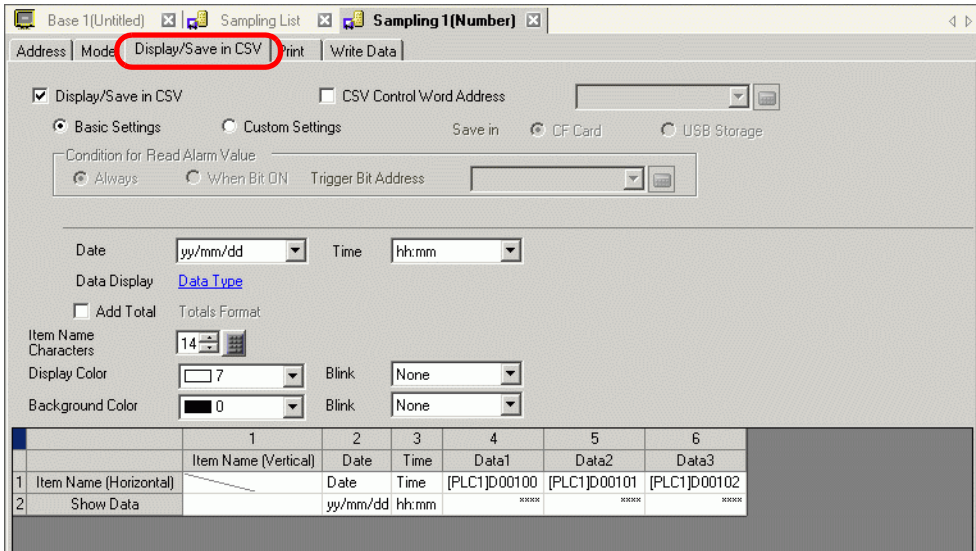 Base 1(Untitled) Sampling List Sampling 1(Number)
Address Mode Display/Save in CSV Print Write Data
Display/Save in CSV CSV Control Word Address
Basic Settings Custom Settings Save in CF Card USB Storage
Condition for Read Alarm Value
Always When Bit ON Trigger Bit Address
Date yy/mm/dd Time hh:mm
Data Display Data Type
Add Total Totals Format
Item Name
Characters 14
Display Color 7 Blink None
Background Color 0 Blink None
1 2 3 4 5 6
Item Name (Vertical) Date Time Data1 Data2 Data3
1 Item Name (Horizontal) Date Time [PLC1]D00100 [PLC1]D00101 [PLC1]D00102
2 Show Data yy/mm/dd hh:mm **** **** ****